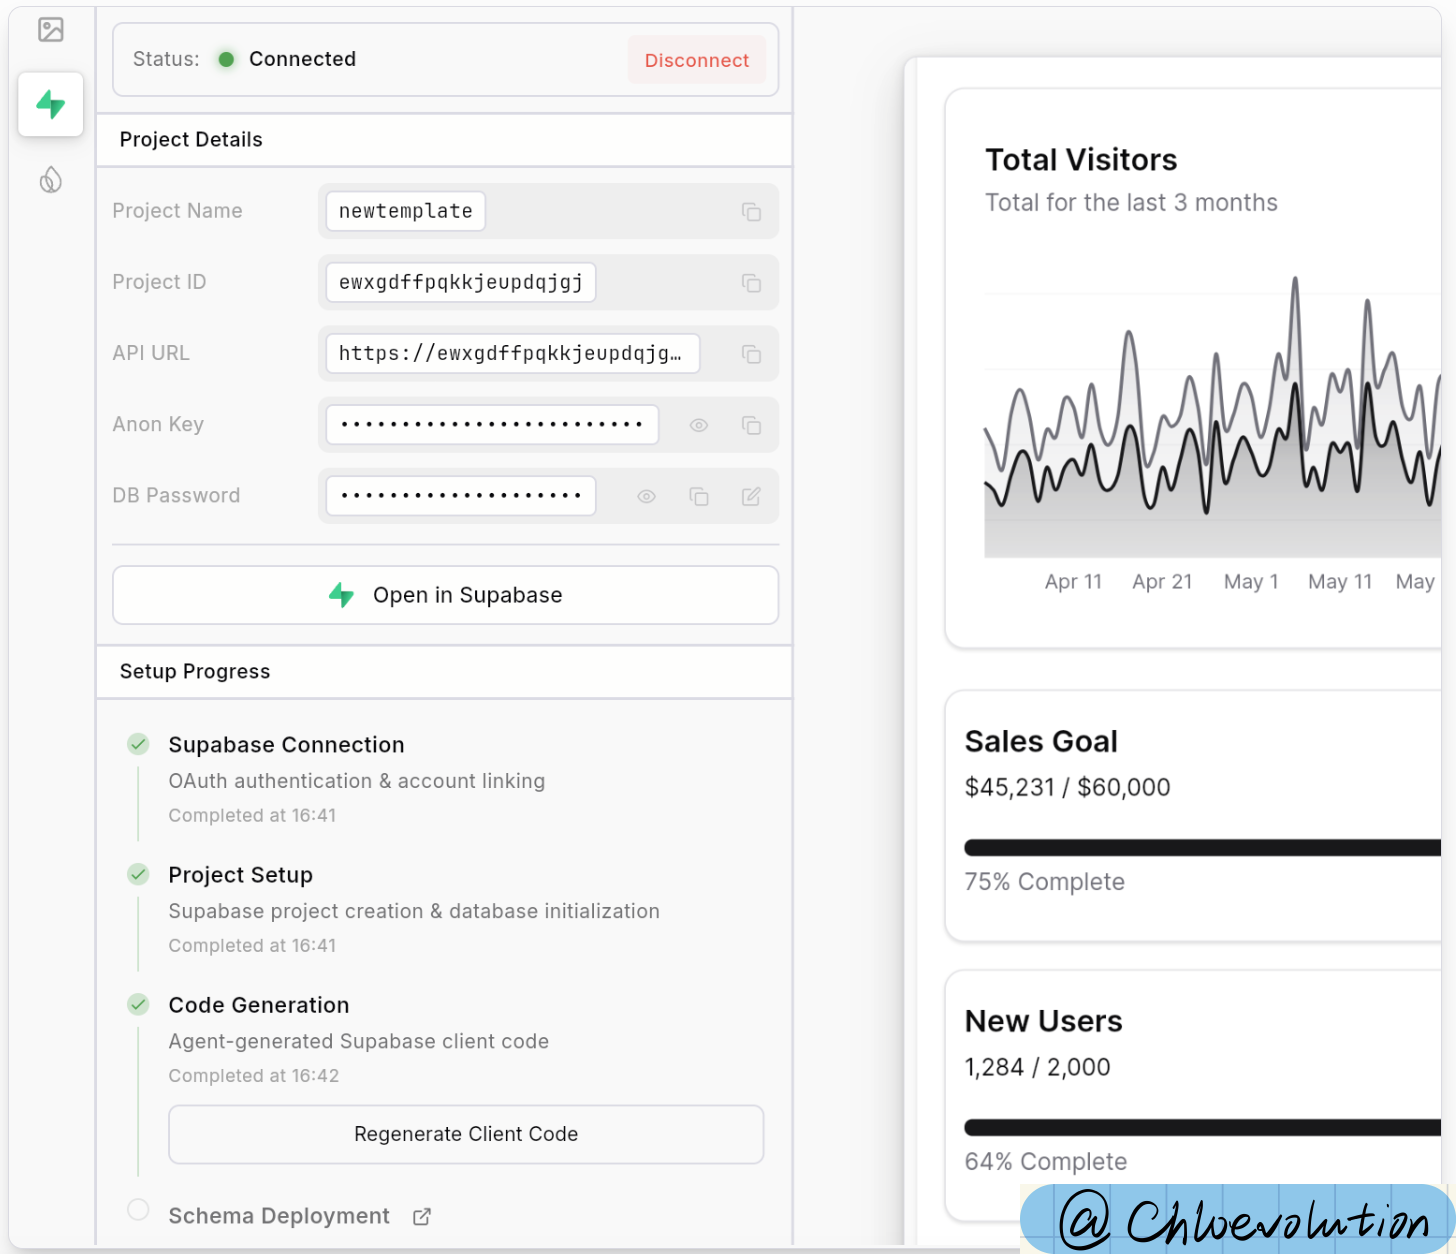 Status: Connected
Disconnect
Project Details
Project Name newtemplate
Project ID ewxgdffpqkkjeupdqjgj
API URL https://ewxgdffpqkkjeupdqjg…
Anon Key •••••••••••••••••••••••••
DB Password ••••••••••••••••••••
Open in Supabase
Setup Progress
Supabase Connection
OAuth authentication & account linking
Completed at 16:41
Project Setup
Supabase project creation & database initialization
Completed at 16:41
Code Generation
Agent-generated Supabase client code
Completed at 16:42
Regenerate Client Code
Schema Deployment
Total Visitors
Total for the last 3 months
Apr 11 Apr 21 May 1 May 11 May
Sales Goal
$45,231 / $60,000
75% Complete
New Users
1,284 / 2,000
64% Complete
@Chloevolution